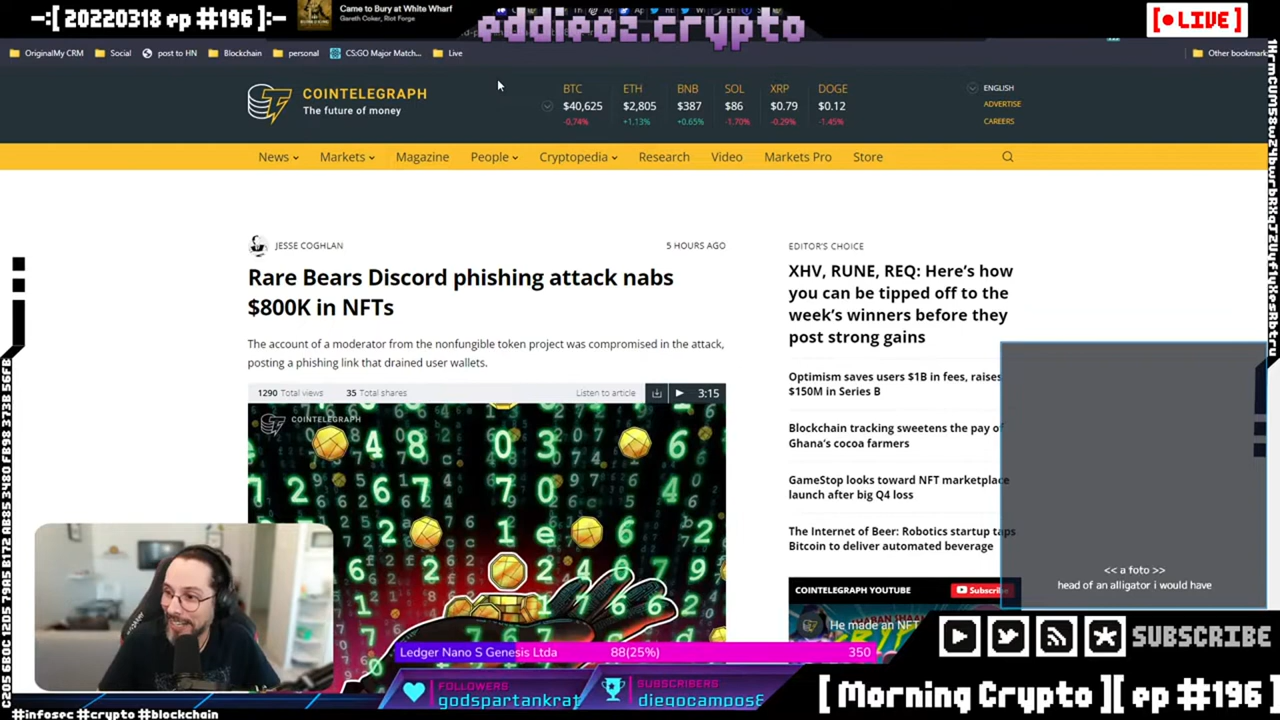 -:[ 20220318 ep #196 ]:-
Came to Bury at White Wharf
Gareth Coker, Riot Forge
eddieoz.crypto
[●LIVE]
OriginalMy CRM
Social
post to HN
Blockchain
personal
CS:GO Major Match...
Live
Other bookmark
COINTELEGRAPH
The future of money
BTC ETH BNB SOL XRP DOGE
$40,625 $2,805 $387 $86 $0.79 $0.12
-0,74% +1.13% +0.65% -1.70% -0.29% -1.45%
ENGLISH
ADVERTISE
CAREERS
News Markets Magazine People Cryptopedia Research Video Markets Pro Store
JESSE COGHLAN
5 HOURS AGO
Rare Bears Discord phishing attack nabs
$800K in NFTs
The account of a moderator from the nonfungible token project was compromised in the attack,
posting a phishing link that drained user wallets.
1290 Total views 35 Total shares
Listen to article
3:15
COINTELEGRAPH
EDITOR'S CHOICE
XHV, RUNE, REQ: Here's how
you can be tipped off to the
week's winners before they
post strong gains
Optimism saves users $1B in fees, raises
$150M in Series B
Blockchain tracking sweetens the pay of
Ghana's cocoa farmers
GameStop looks toward NFT marketplace
launch after big Q4 loss
The Internet of Beer: Robotics startup taps
Bitcoin to deliver automated beverage
COINTELEGRAPH YOUTUBE
Subscribe
He made an NFT
<< a foto >>
head of an alligator i would have
Ledger Nano S Genesis Ltda 88(25%) 350
FOLLOWERS
godspartankrat
SUBSCRIBERS
diegocampos&
SUBSCRIBE
[ Morning Crypto ][ ep #196 ]
#infosec #crypto #blockchain